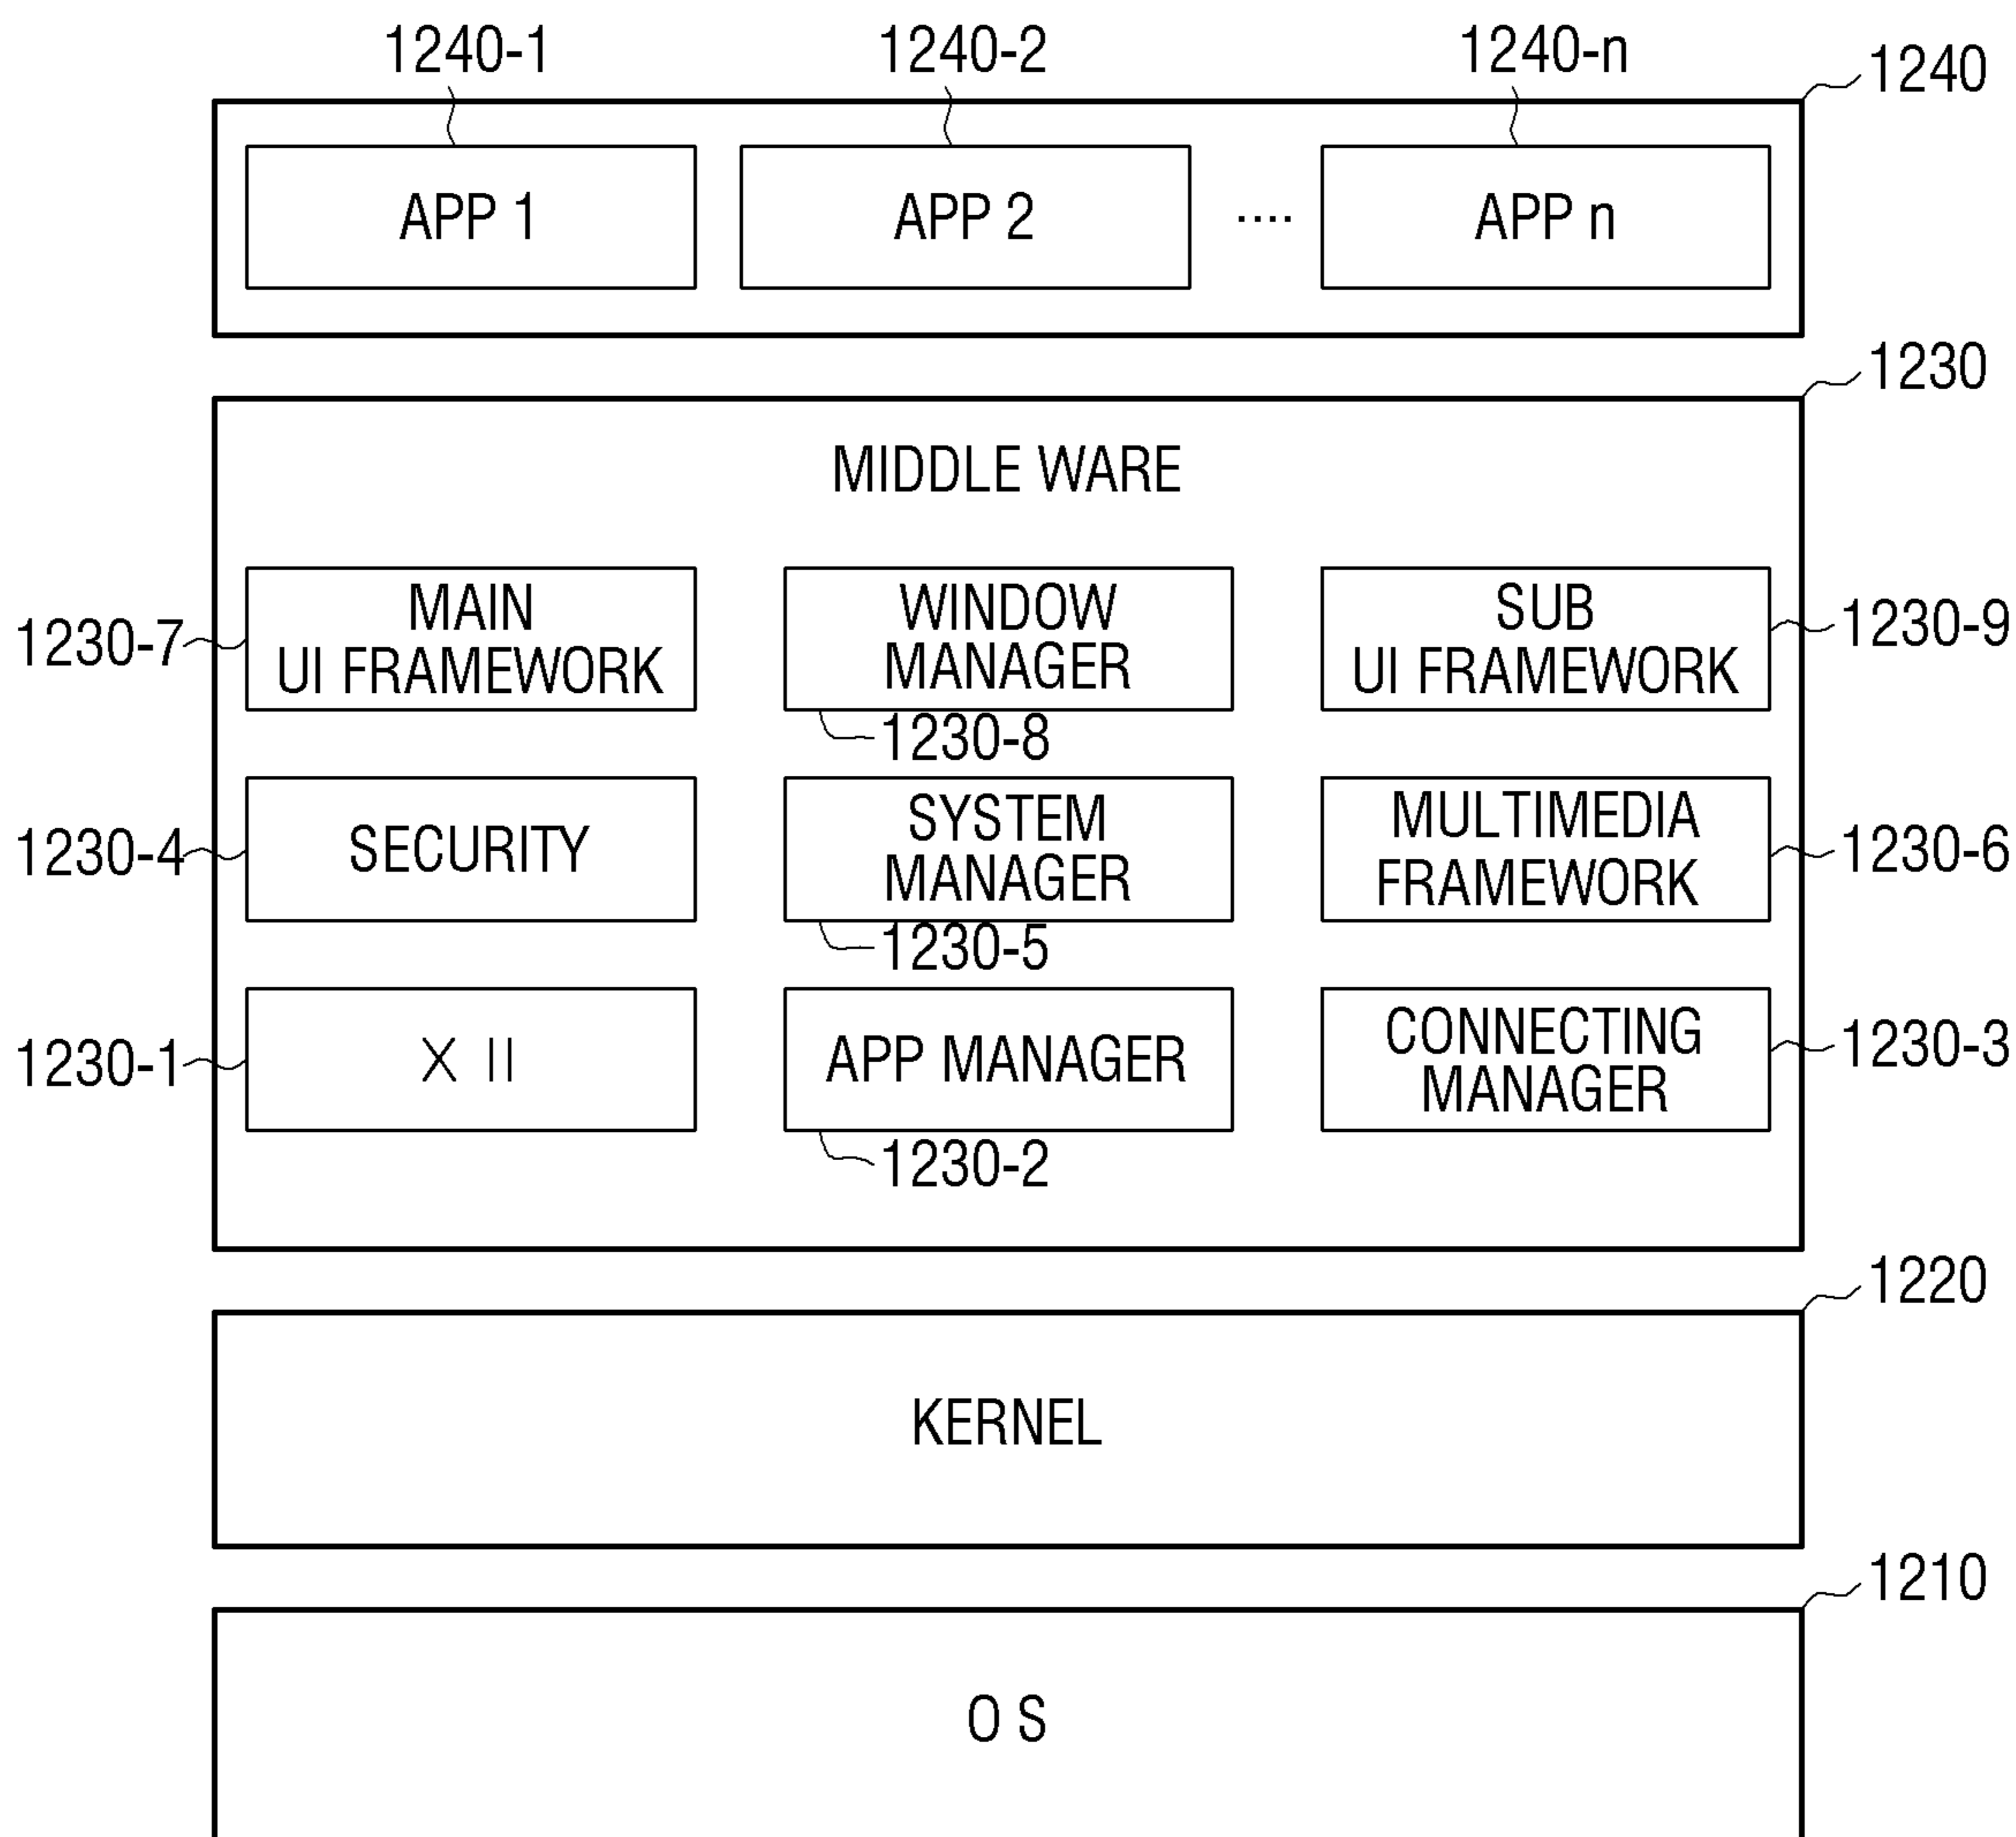 1240-1
1240-2
1240-n
1240
APP 1
APP 2
....
APP n
1230
MIDDLE WARE
1230-7
MAIN
UI FRAMEWORK
WINDOW
MANAGER
1230-8
SUB
UI FRAMEWORK
1230-9
1230-4
SECURITY
SYSTEM
MANAGER
1230-5
MULTIMEDIA
FRAMEWORK
1230-6
1230-1
X II
APP MANAGER
1230-2
CONNECTING
MANAGER
1230-3
1220
KERNEL
1210
O S